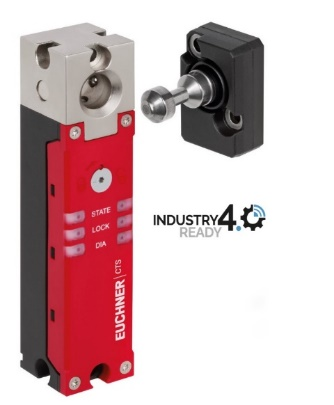 STATE
LOCK
DIA
EUCHNER | CTS
INDUSTRY 4.0
READY